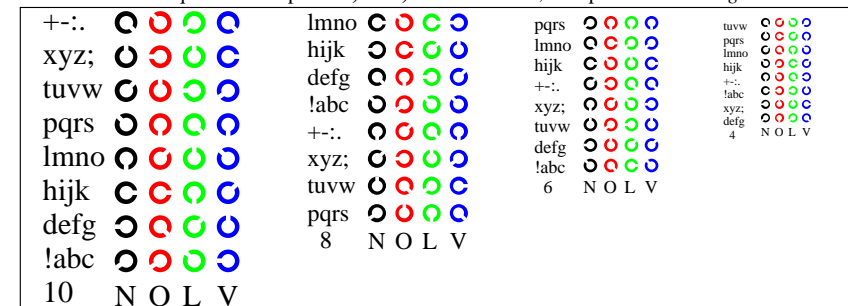 +-:.
xyz;
tuvw
pqrs
lmno
hijk
defg
!abc
10 N O L V
lmno
hijk
defg
!abc
+-:.
xyz;
tuvw
pqrs
8 N O L V
pqrs
lmno
hijk
+-:.
xyz;
tuvw
defg
!abc
6 N O L V
tuvw
pqrs
lmno
hijk
+-:.
!abc
xyz;
defg
4 N O L V